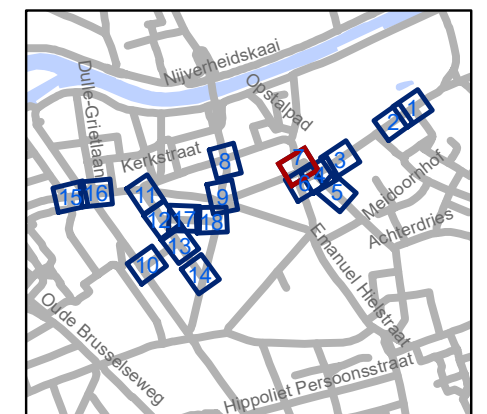 Nijverheidskaai
Dulle-Grietlaan
Opstalpad
Kerkstraat
1
2
3
4
5
6
7
8
9
10
11
12
13
14
15
16
17
18
Meldoornhof
Achterdries
Emanuel Hielstraat
Oude Brusselseweg
Hippoliet Persoonsstraat